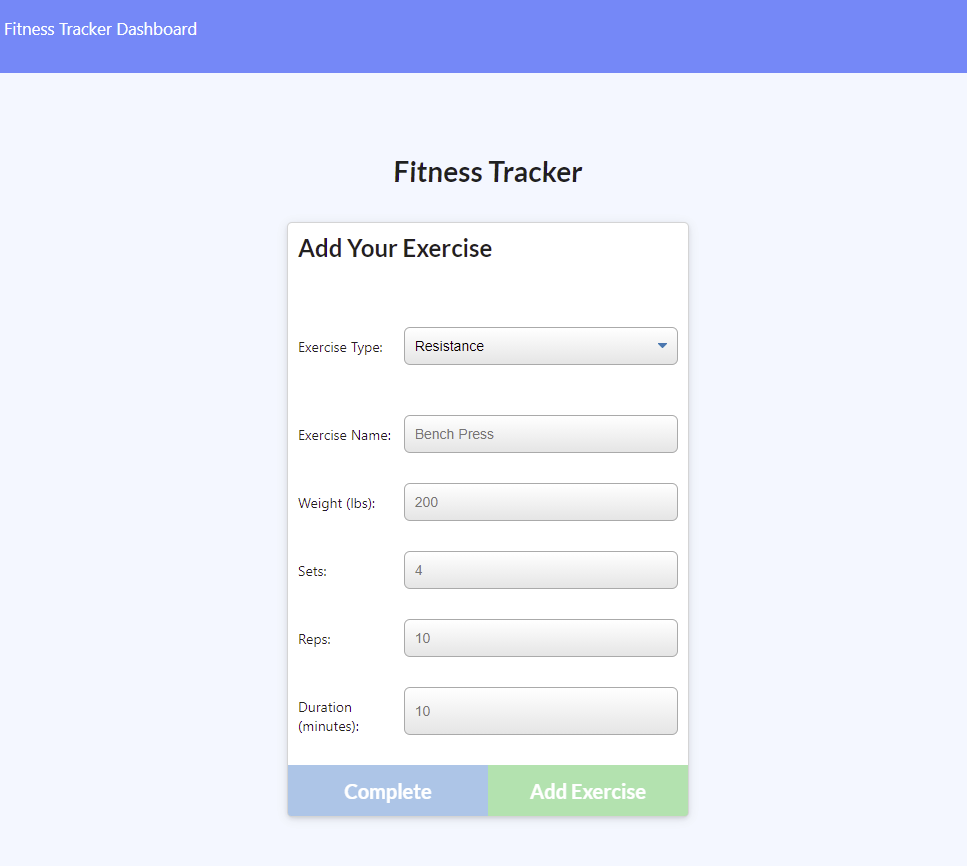 Fitness Tracker Dashboard
Fitness Tracker
Add Your Exercise
Exercise Type: Resistance
Exercise Name: Bench Press
Weight (lbs): 200
Sets: 4
Reps: 10
Duration
(minutes): 10
Complete Add Exercise